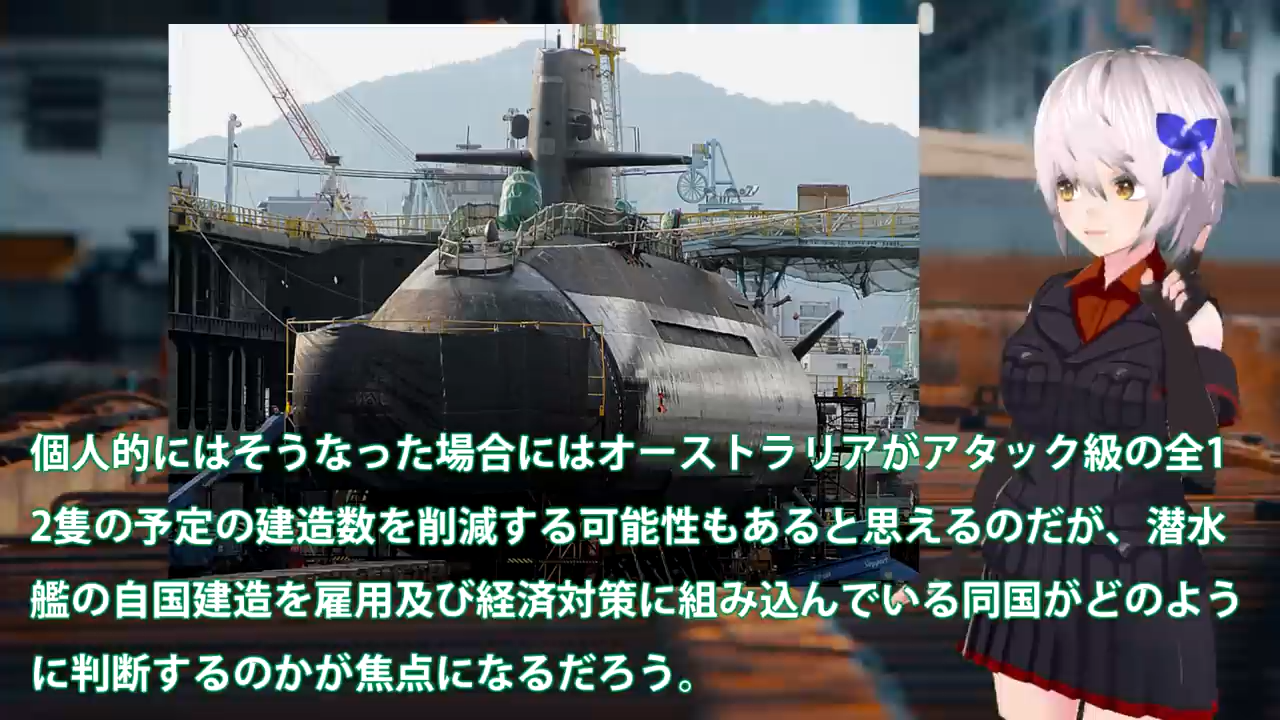 個人的にはそうなった場合にはオーストラリアがアタック級の全1
2隻の予定の建造数を削減する可能性もあると思えるのだが、潜水
艦の自国建造を雇用及び経済対策に組み込んでいる同国がどのよう
に判断するのかが焦点になるだろう。